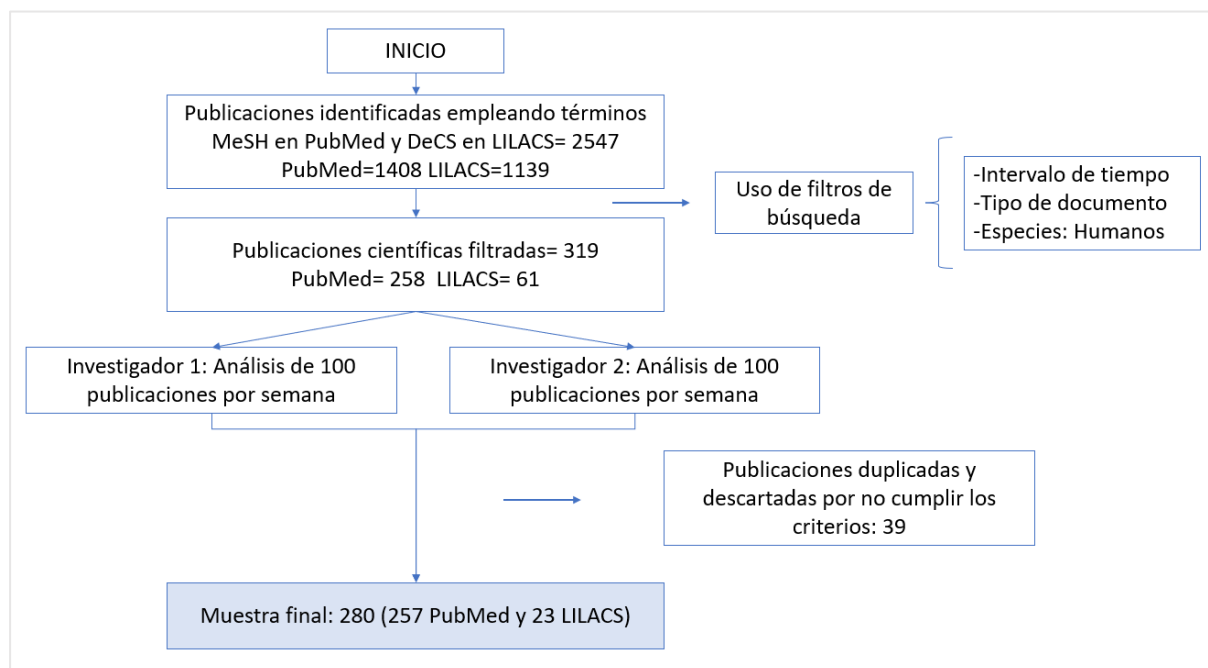 INICIO
Publicaciones identificadas empleando términos
MeSH en PubMed y DeCS en LILACS= 2547
PubMed=1408 LILACS=1139
Uso de filtros de
búsqueda
-Intervalo de tiempo
-Tipo de documento
-Especies: Humanos
Publicaciones científicas filtradas= 319
PubMed= 258 LILACS= 61
Investigador 1: Análisis de 100
publicaciones por semana
Investigador 2: Análisis de 100
publicaciones por semana
Publicaciones duplicadas y
descartadas por no cumplir los
criterios: 39
Muestra final: 280 (257 PubMed y 23 LILACS)